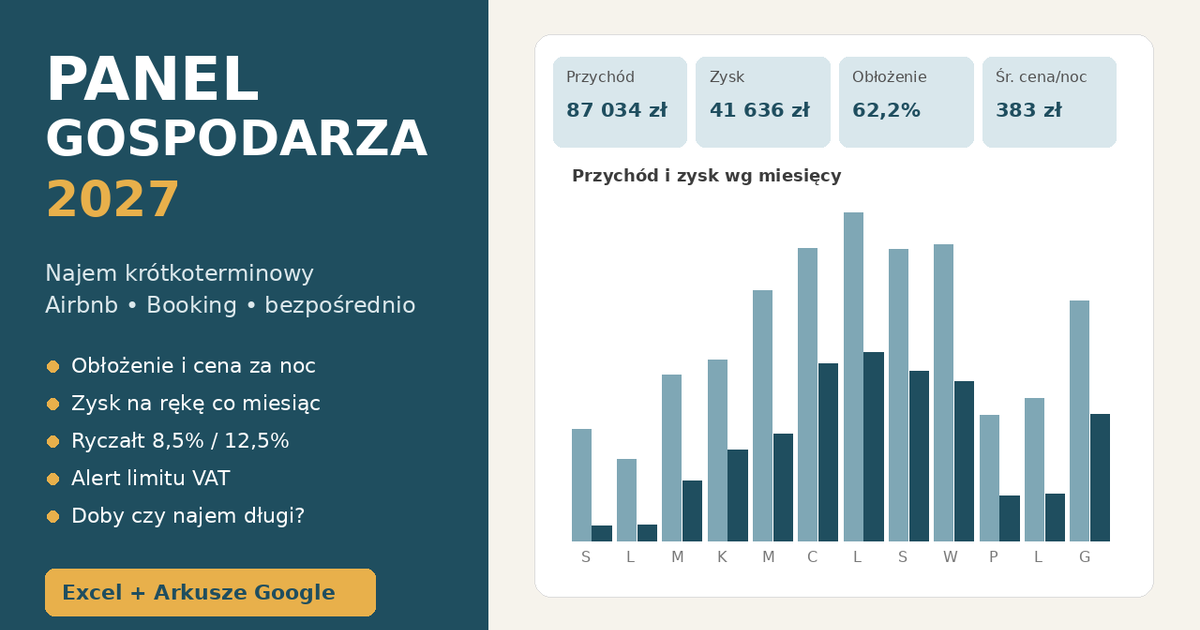 PANEL
GOSPODARZA
2027
Najem krótkoterminowy
Airbnb • Booking • bezpośrednio
Obłożenie i cena za noc
Zysk na rękę co miesiąc
Ryczałt 8,5% / 12,5%
Alert limitu VAT
Doby czy najem długi?
Excel + Arkusze Google
Przychód
87 034 zł
Zysk
41 636 zł
Obłożenie
62,2%
Śr. cena/noc
383 zł
Przychód i zysk wg miesięcy
S L M K M C L S W P L G